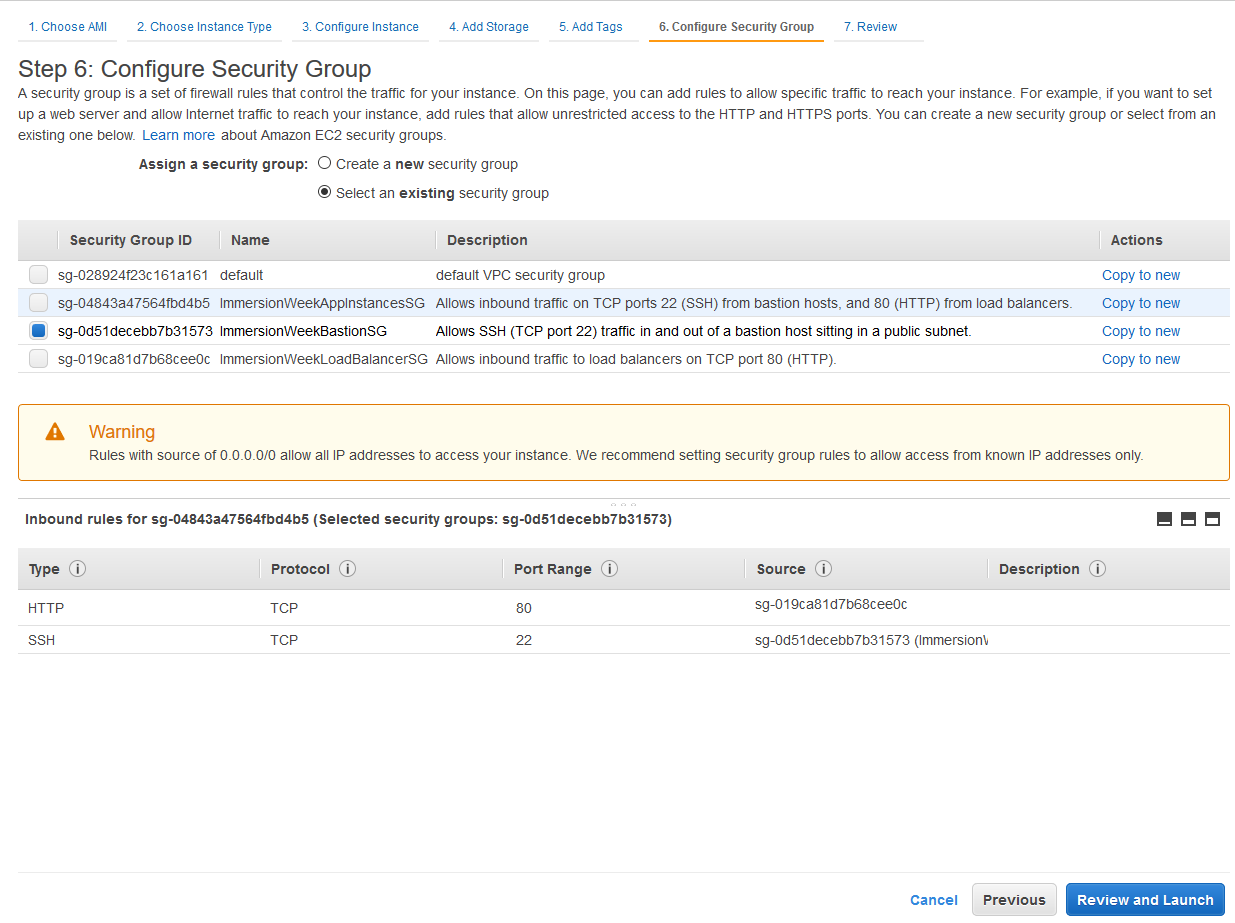 1. Choose AMI 2. Choose Instance Type 3. Configure Instance 4. Add Storage 5. Add Tags 6. Configure Security Group 7. Review
Step 6: Configure Security Group
A security group is a set of firewall rules that control the traffic for your instance. On this page, you can add rules to allow specific traffic to reach your instance. For example, if you want to set
up a web server and allow Internet traffic to reach your instance, add rules that allow unrestricted access to the HTTP and HTTPS ports. You can create a new security group or select from an
existing one below. Learn more about Amazon EC2 security groups.
Assign a security group: Create a new security group
Select an existing security group
Security Group ID Name Description Actions
sg-028924f23c161a161 default default VPC security group Copy to new
sg-04843a47564fbd4b5 ImmersionWeekAppInstancesSG Allows inbound traffic on TCP ports 22 (SSH) from bastion hosts, and 80 (HTTP) from load balancers. Copy to new
sg-0d51decebb7b31573 ImmersionWeekBastionSG Allows SSH (TCP port 22) traffic in and out of a bastion host sitting in a public subnet. Copy to new
sg-019ca81d7b68cee0c ImmersionWeekLoadBalancerSG Allows inbound traffic to load balancers on TCP port 80 (HTTP). Copy to new
Warning
Rules with source of 0.0.0.0/0 allow all IP addresses to access your instance. We recommend setting security group rules to allow access from known IP addresses only.
Inbound rules for sg-04843a47564fbd4b5 (Selected security groups: sg-0d51decebb7b31573)
Type i Protocol i Port Range i Source i Description i
HTTP TCP 80 sg-019ca81d7b68cee0c
SSH TCP 22 sg-0d51decebb7b31573 (Immersion
Cancel Previous Review and Launch